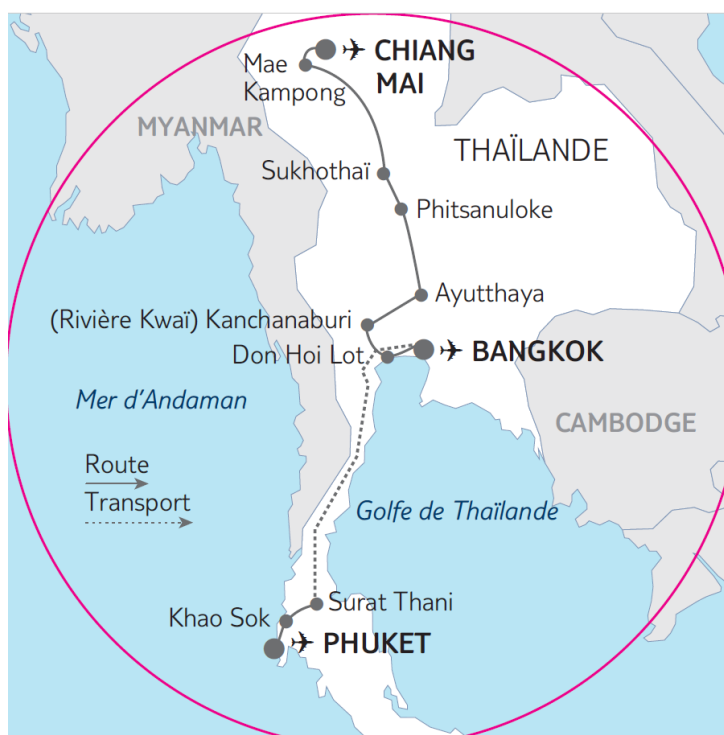 CHIANG
MAI
Mae
Kampong
MYANMAR
THAÏLANDE
Sukhothaï
Phitsanuloke
Ayutthaya
(Rivière Kwaï) Kanchanaburi
Don Hoi Lot
BANGKOK
Mer d'Andaman
CAMBODGE
Route
Transport
Golfe de Thaïlande
Surat Thani
Khao Sok
PHUKET